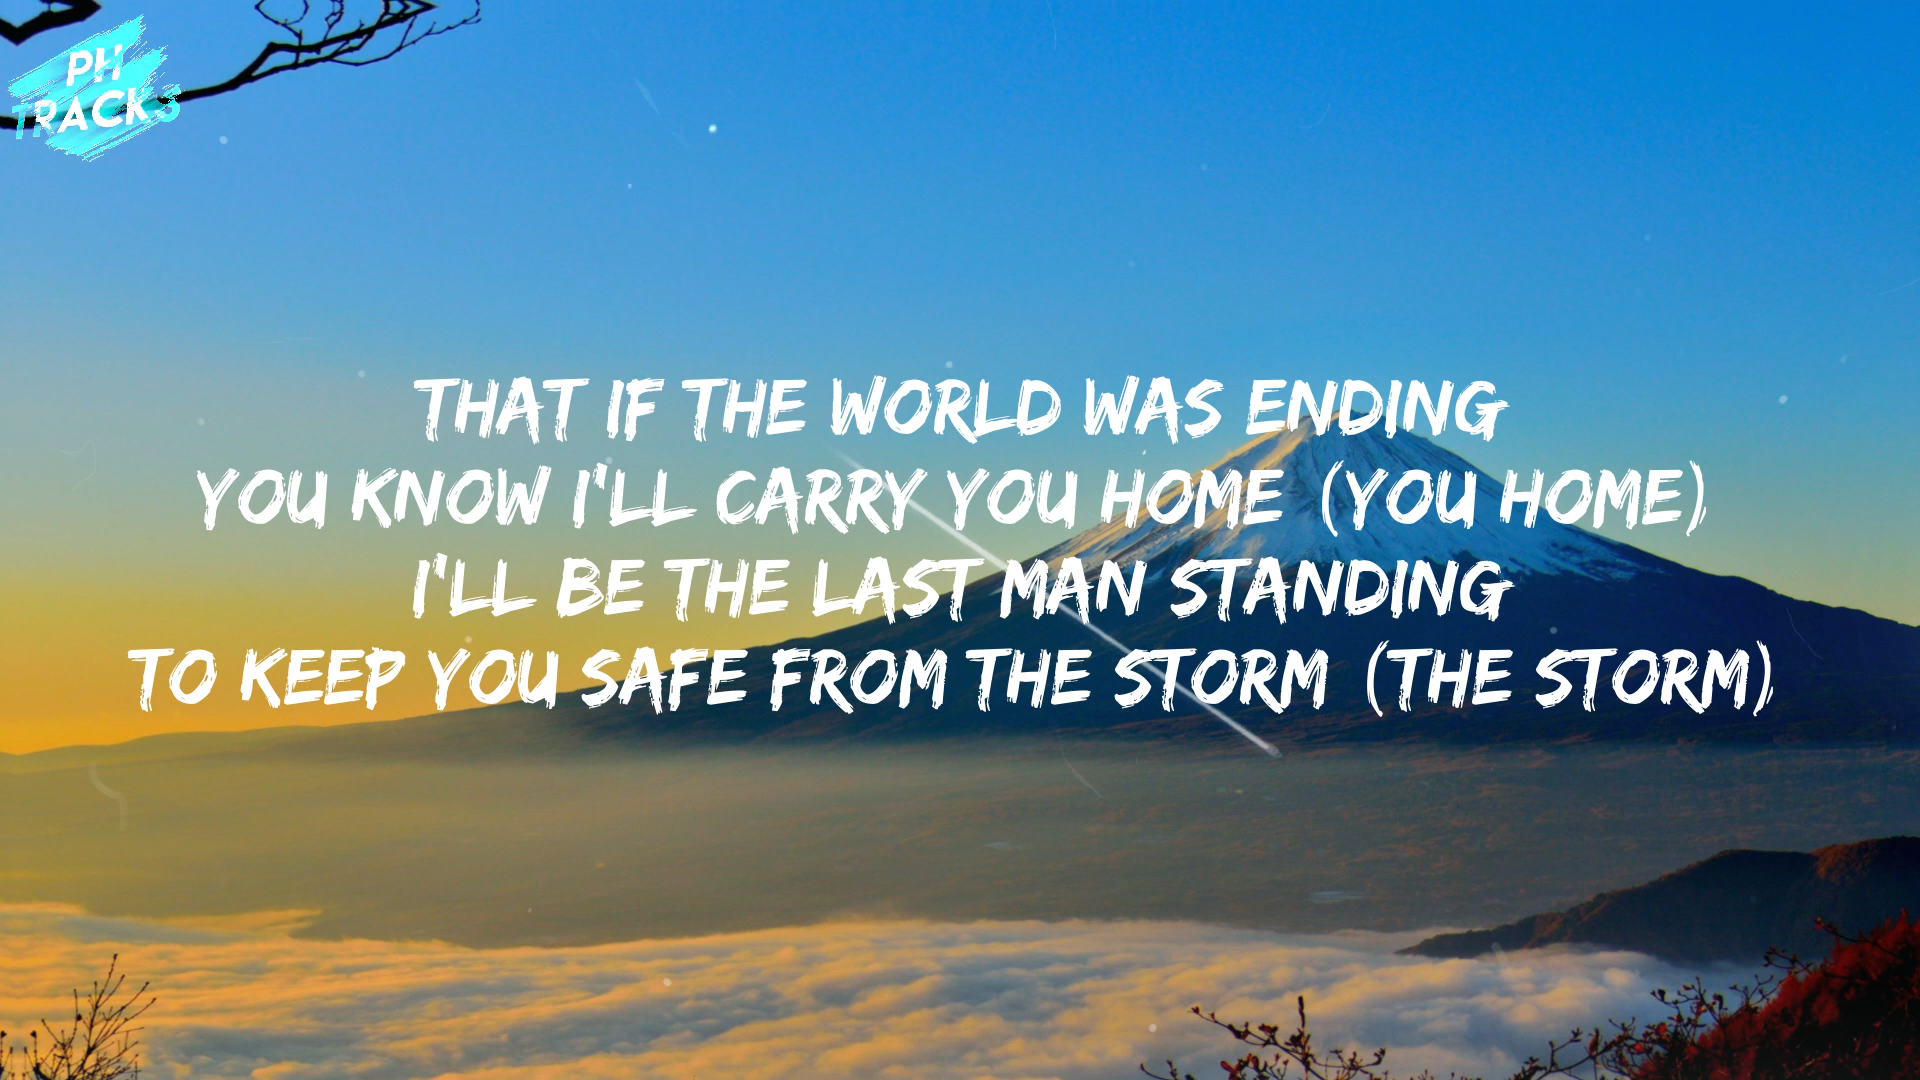 PH
TRACKS
THAT IF THE WORLD WAS ENDING
YOU KNOW I'LL CARRY YOU HOME (YOU HOME)
I'LL BE THE LAST MAN STANDING
TO KEEP YOU SAFE FROM THE STORM (THE STORM)